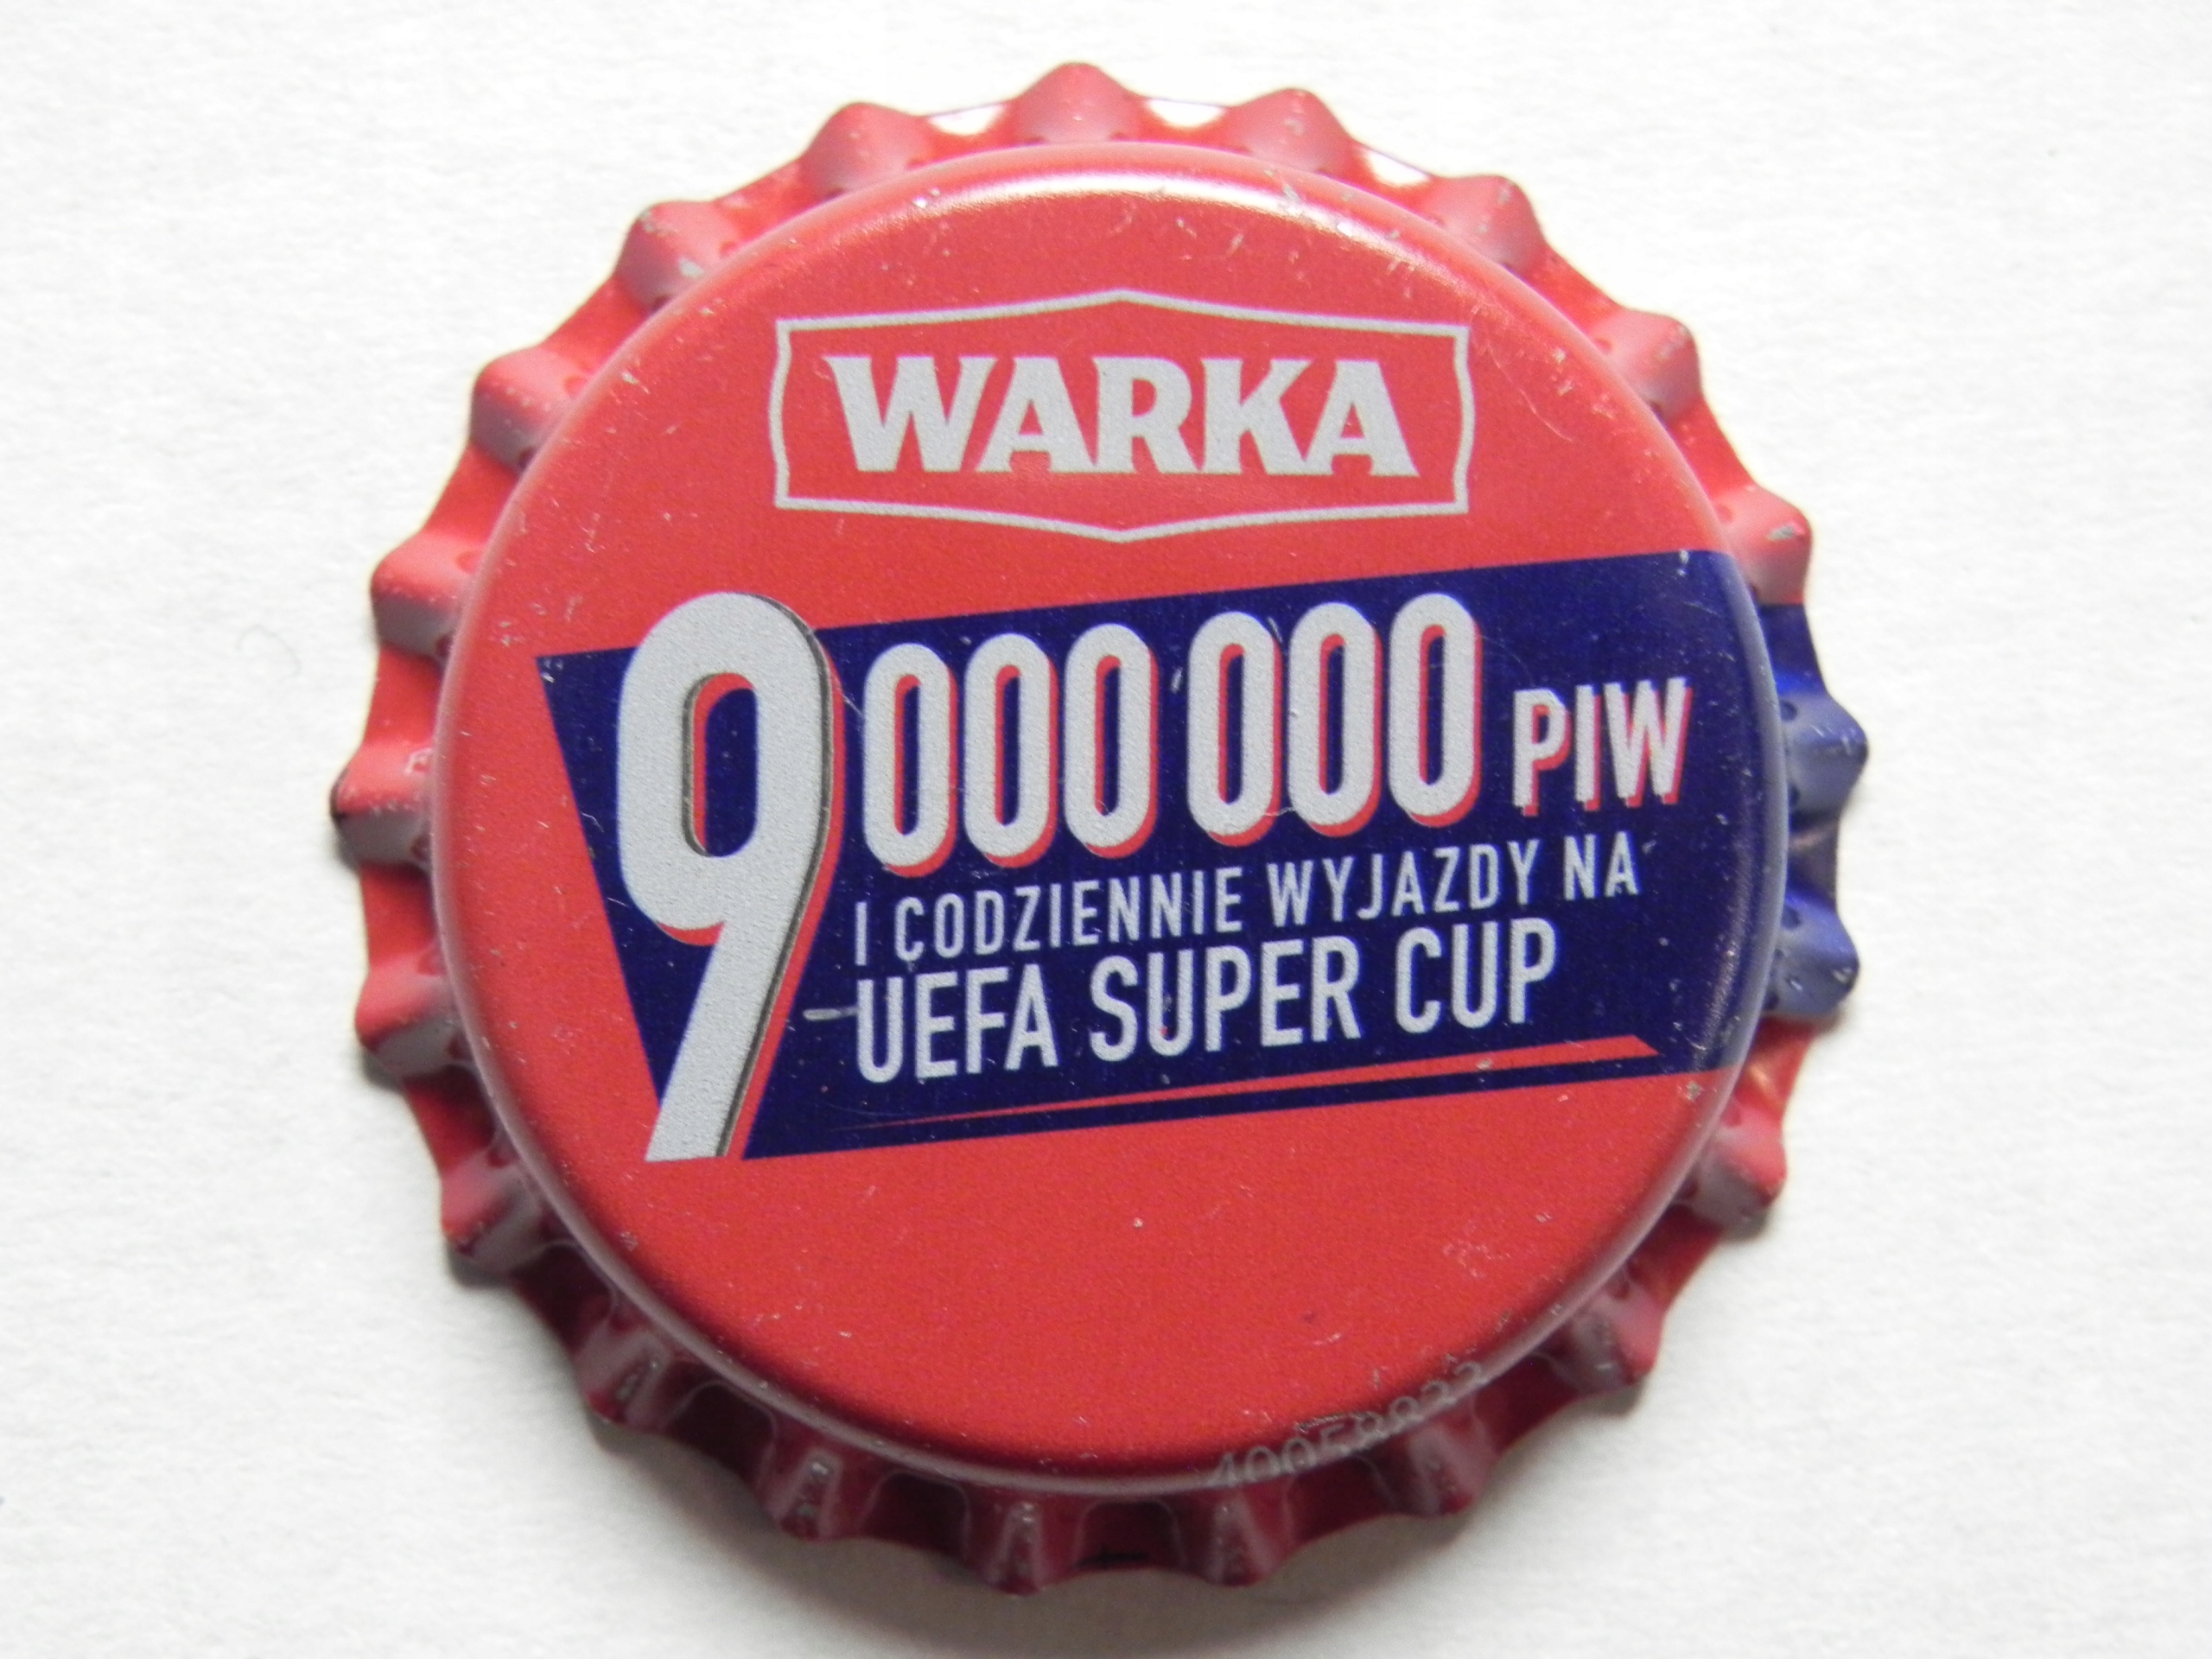 WARKA
9 000 000 PIW
I CODZIENNIE WYJAZDY NA
UEFA SUPER CUP